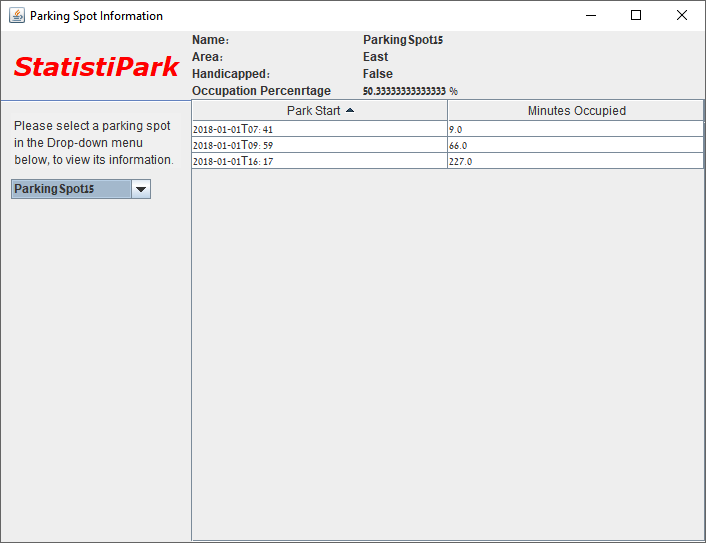 Parking Spot Information
StatistiPark
Name: ParkingSpot15
Area: East
Handicapped: False
Occupation Percenrtage 50.33333333333333 %
Please select a parking spot
in the Drop-down menu
below, to view its information.
ParkingSpot15
Park Start Minutes Occupied
2018-01-01T07:41 9.0
2018-01-01T09:59 66.0
2018-01-01T16:17 227.0